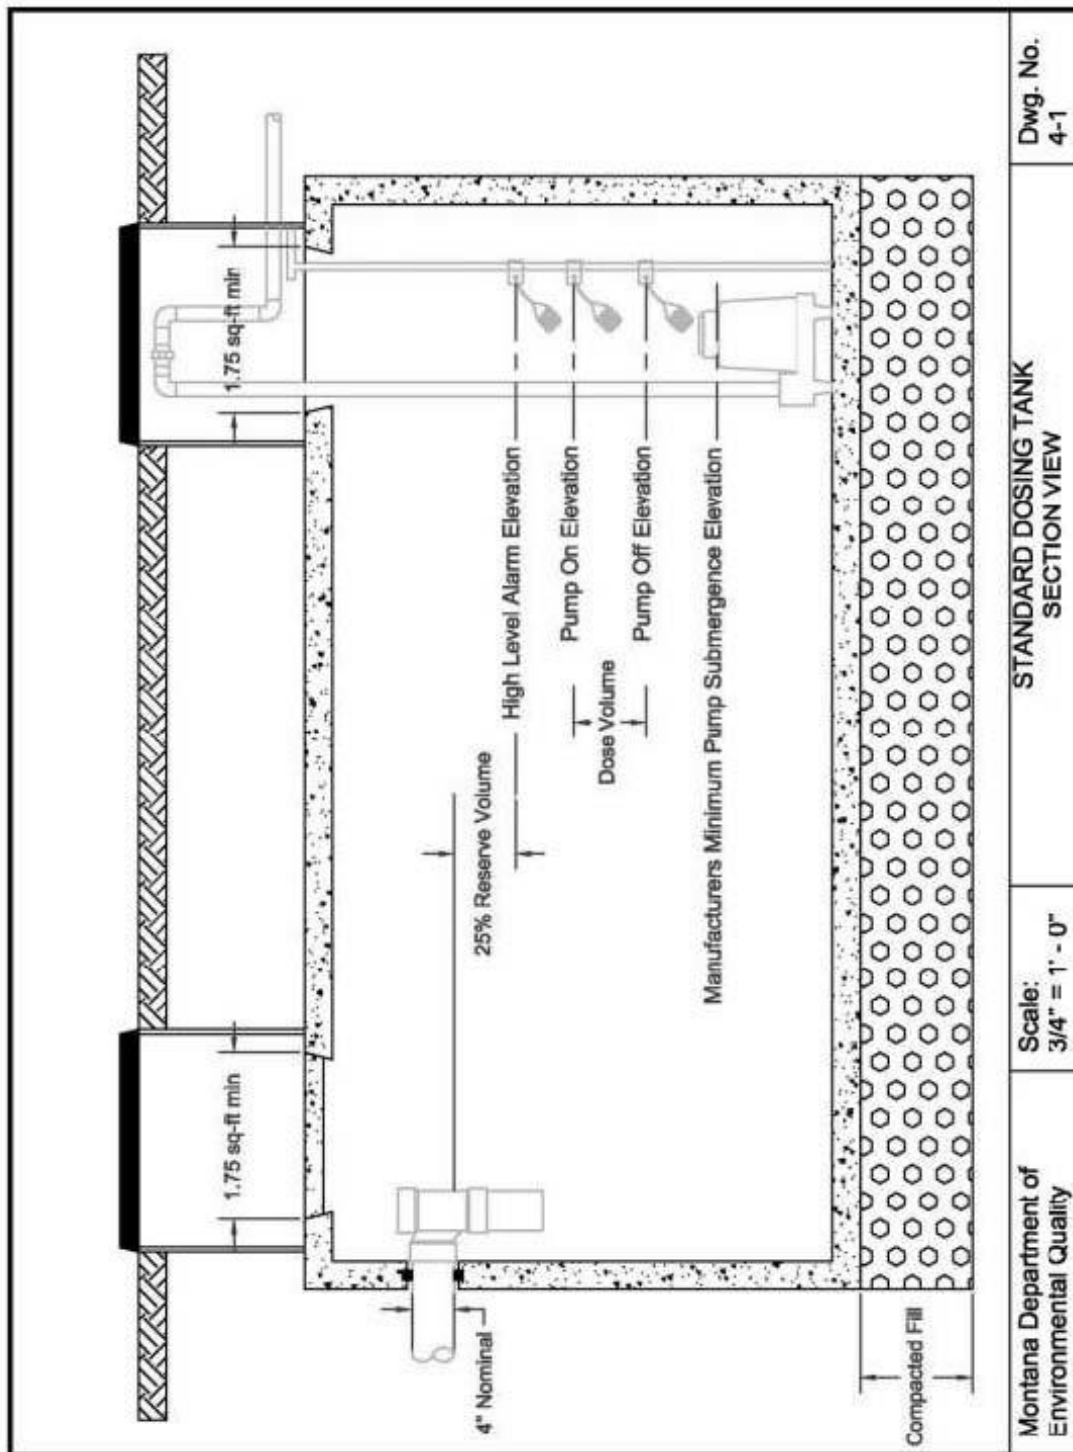 1.75 sq-ft min
1.75 sq-ft min
4" Nominal
25% Reserve Volume
High Level Alarm Elevation
Pump On Elevation
Dose Volume
Pump Off Elevation
Manufacturers Minimum Pump Submergence Elevation
Compacted Fill
Montana Department of
Environmental Quality
Scale:
3/4" = 1' - 0"
STANDARD DOSING TANK
SECTION VIEW
Dwg. No.
4-1